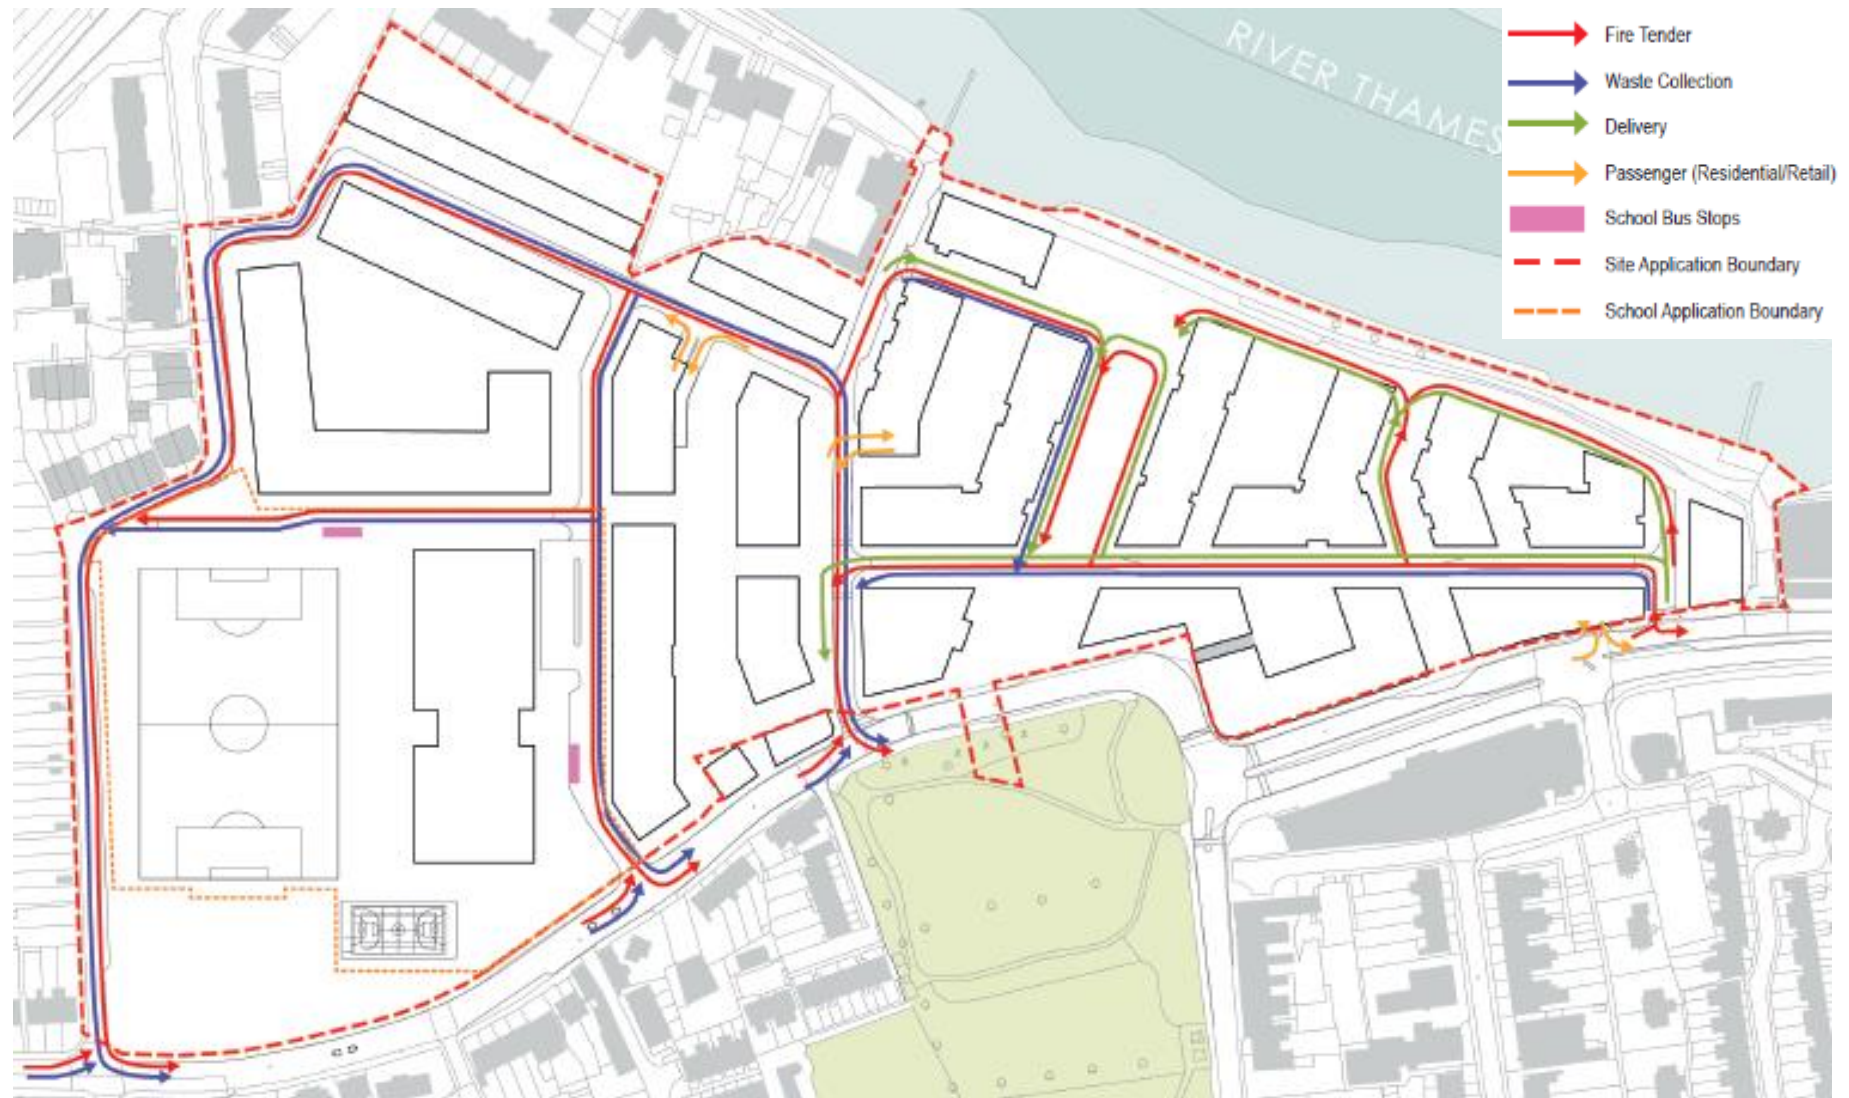 RIVER THAMES
Fire Tender
Waste Collection
Delivery
Passenger (Residential/Retail)
School Bus Stops
Site Application Boundary
School Application Boundary